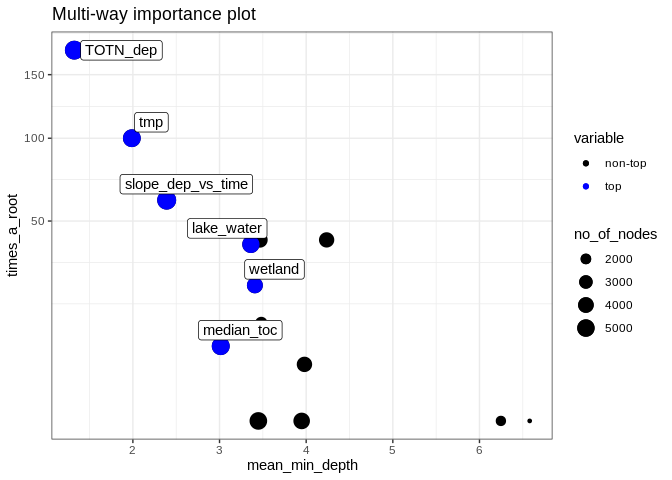 Multi-way importance plot
TOTN_dep
tmp
slope_dep_vs_time
lake_water
wetland
median_toc
150
100
50
times_a_root
2 3 4 5 6
mean_min_depth
variable
non-top
top
no_of_nodes
2000
3000
4000
5000